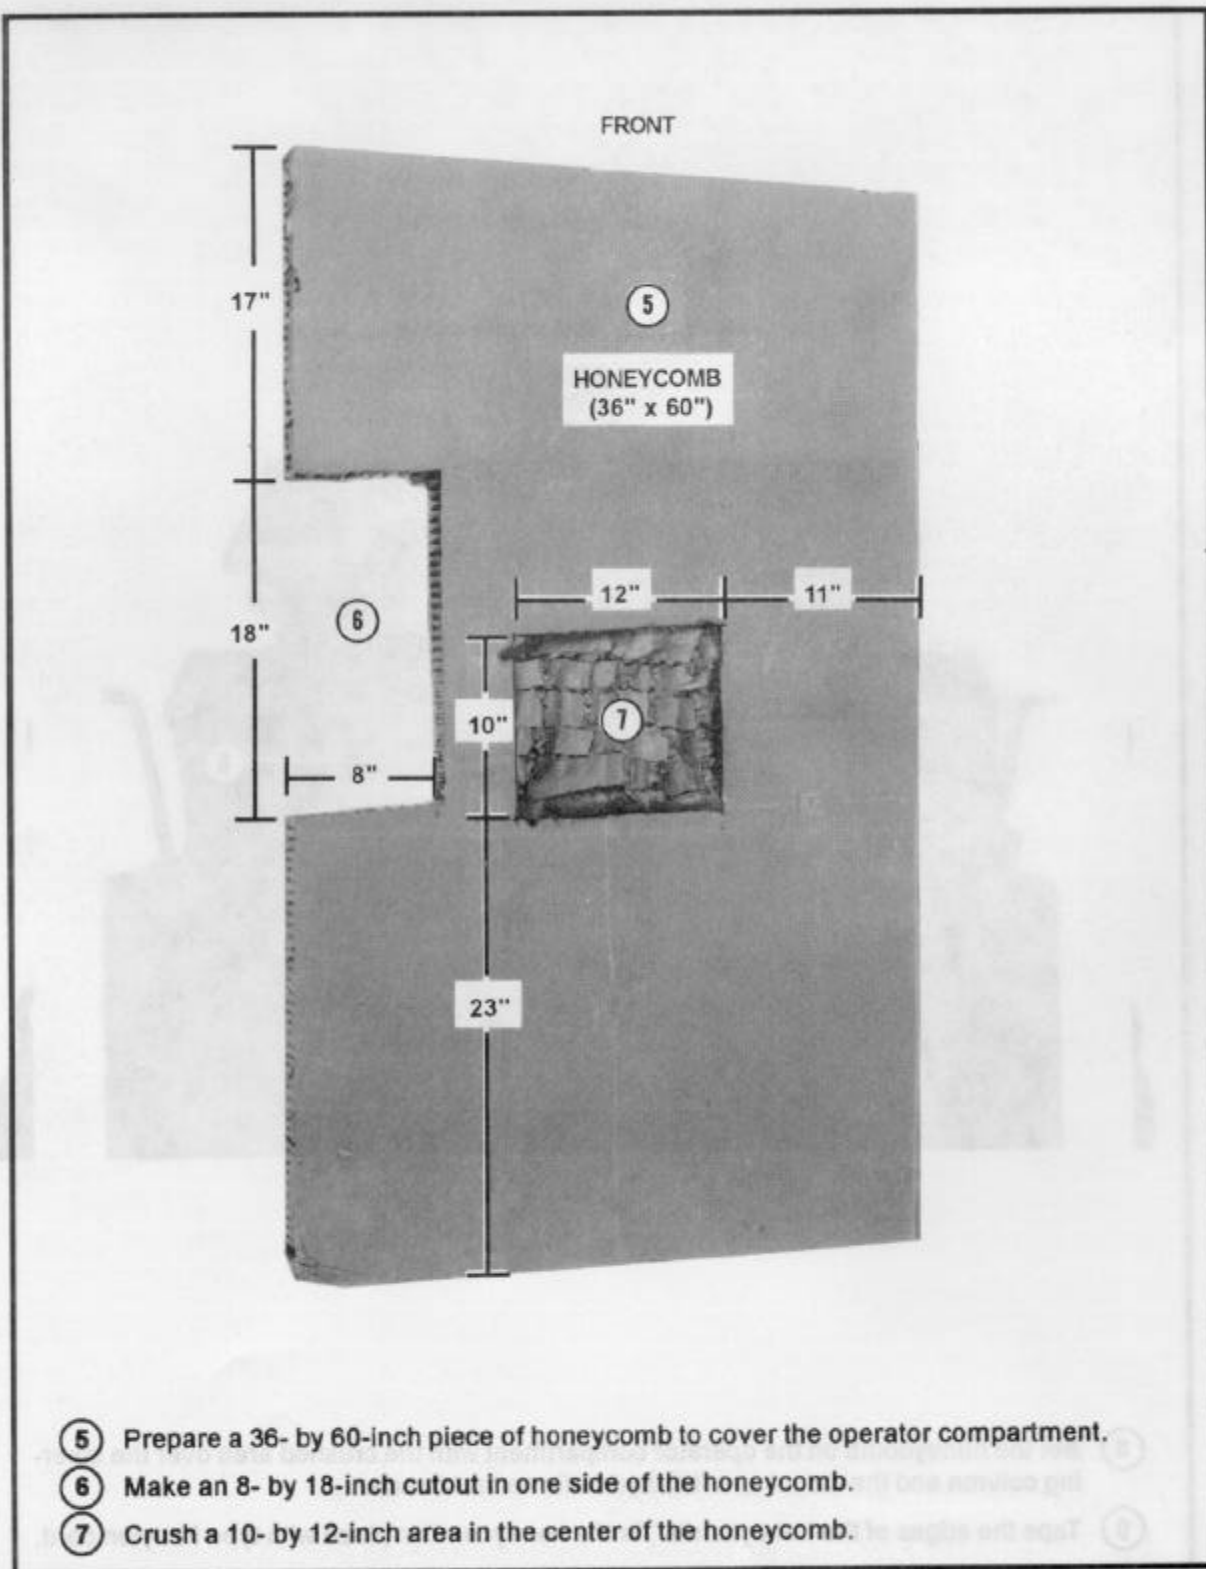 FRONT
17"
5
HONEYCOMB
(36" x 60")
12"
11"
6
18"
10"
7
8"
23"
5 Prepare a 36- by 60-inch piece of honeycomb to cover the operator compartment.
6 Make an 8- by 18-inch cutout in one side of the honeycomb.
7 Crush a 10- by 12-inch area in the center of the honeycomb.